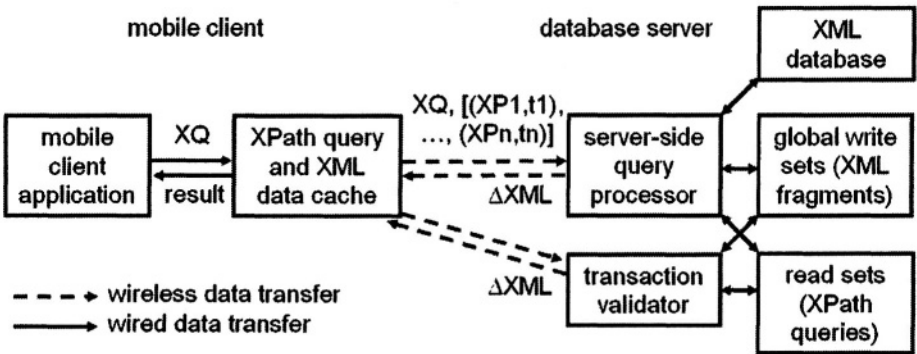 mobile client
database server
XML
database
XQ, [(XP1,t1),
..., (XPn,tn)]
mobile
client
application
XQ
result
XPath query
and XML
data cache
ΔXML
server-side
query
processor
global write
sets (XML
fragments)
ΔXML
transaction
validator
read sets
(XPath
queries)
wireless data transfer
wired data transfer